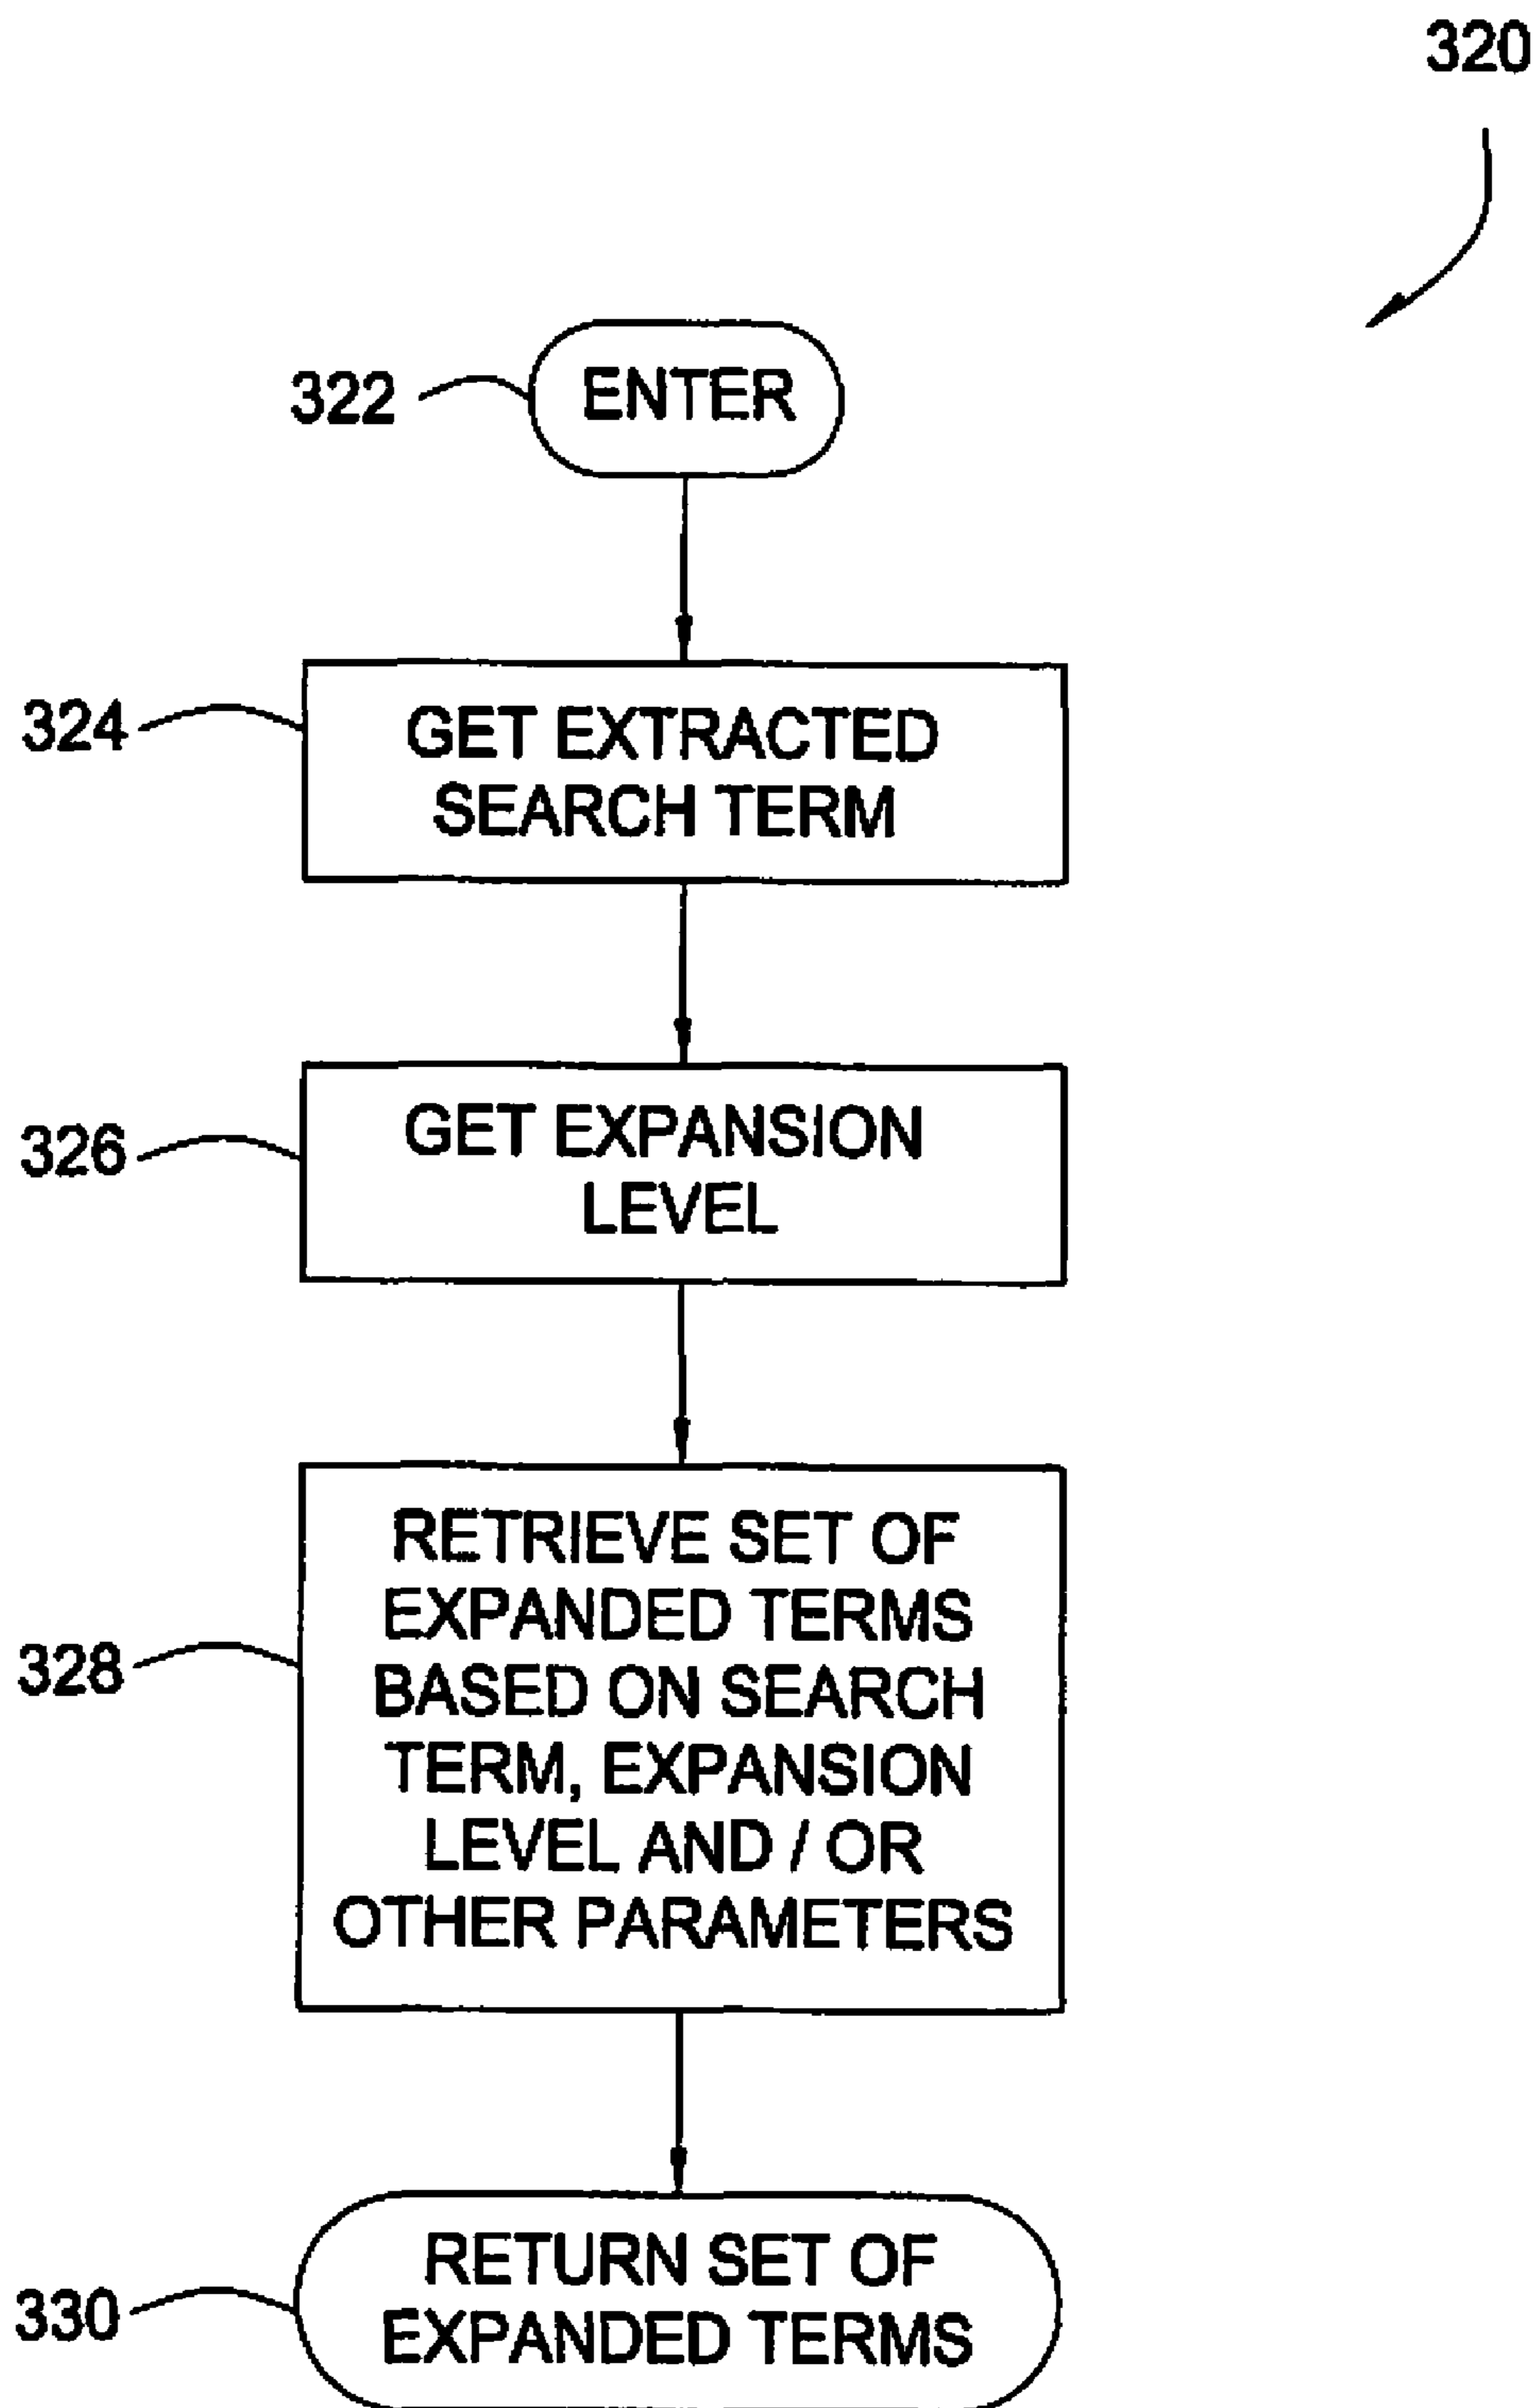 320
322
ENTER
324
GET EXTRACTED
SEARCH TERM
326
GET EXPANSION
LEVEL
328
RETRIEVE SET OF
EXPANDED TERMS
BASED ON SEARCH
TERM, EXPANSION
LEVEL AND / OR
OTHER PARAMETERS
330
RETURN SET OF
EXPANDED TERMS